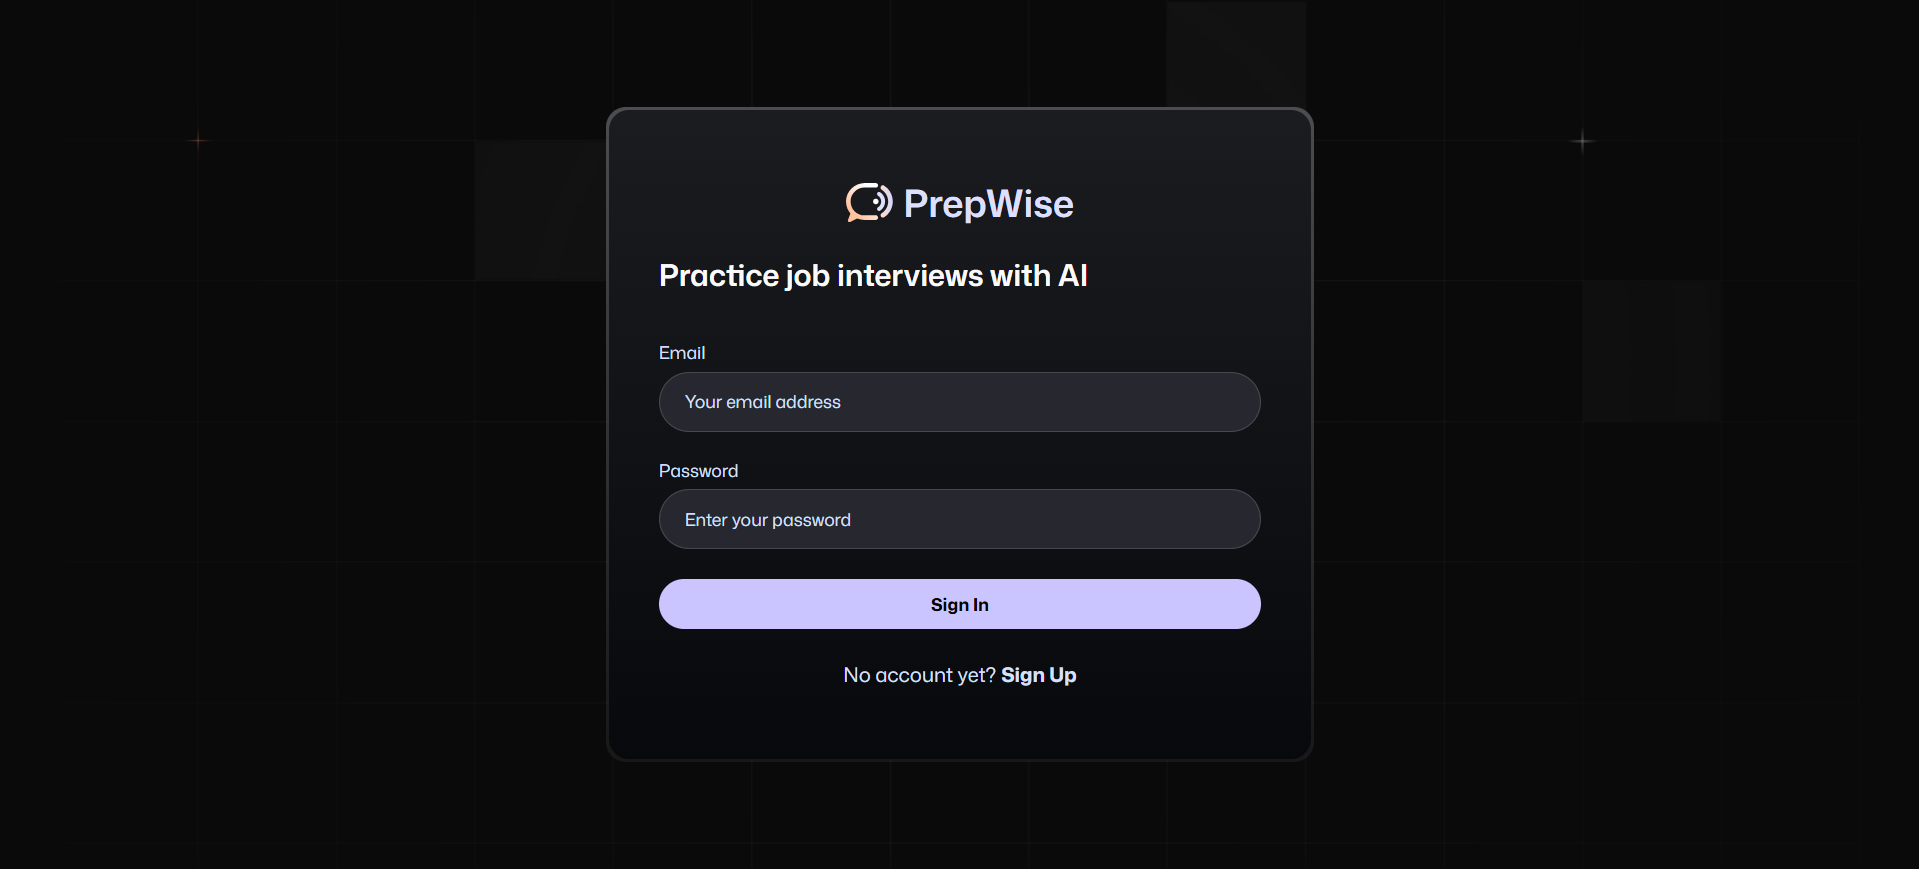 PrepWise
Practice job interviews with AI
Email
Your email address
Password
Enter your password
Sign In
No account yet? Sign Up